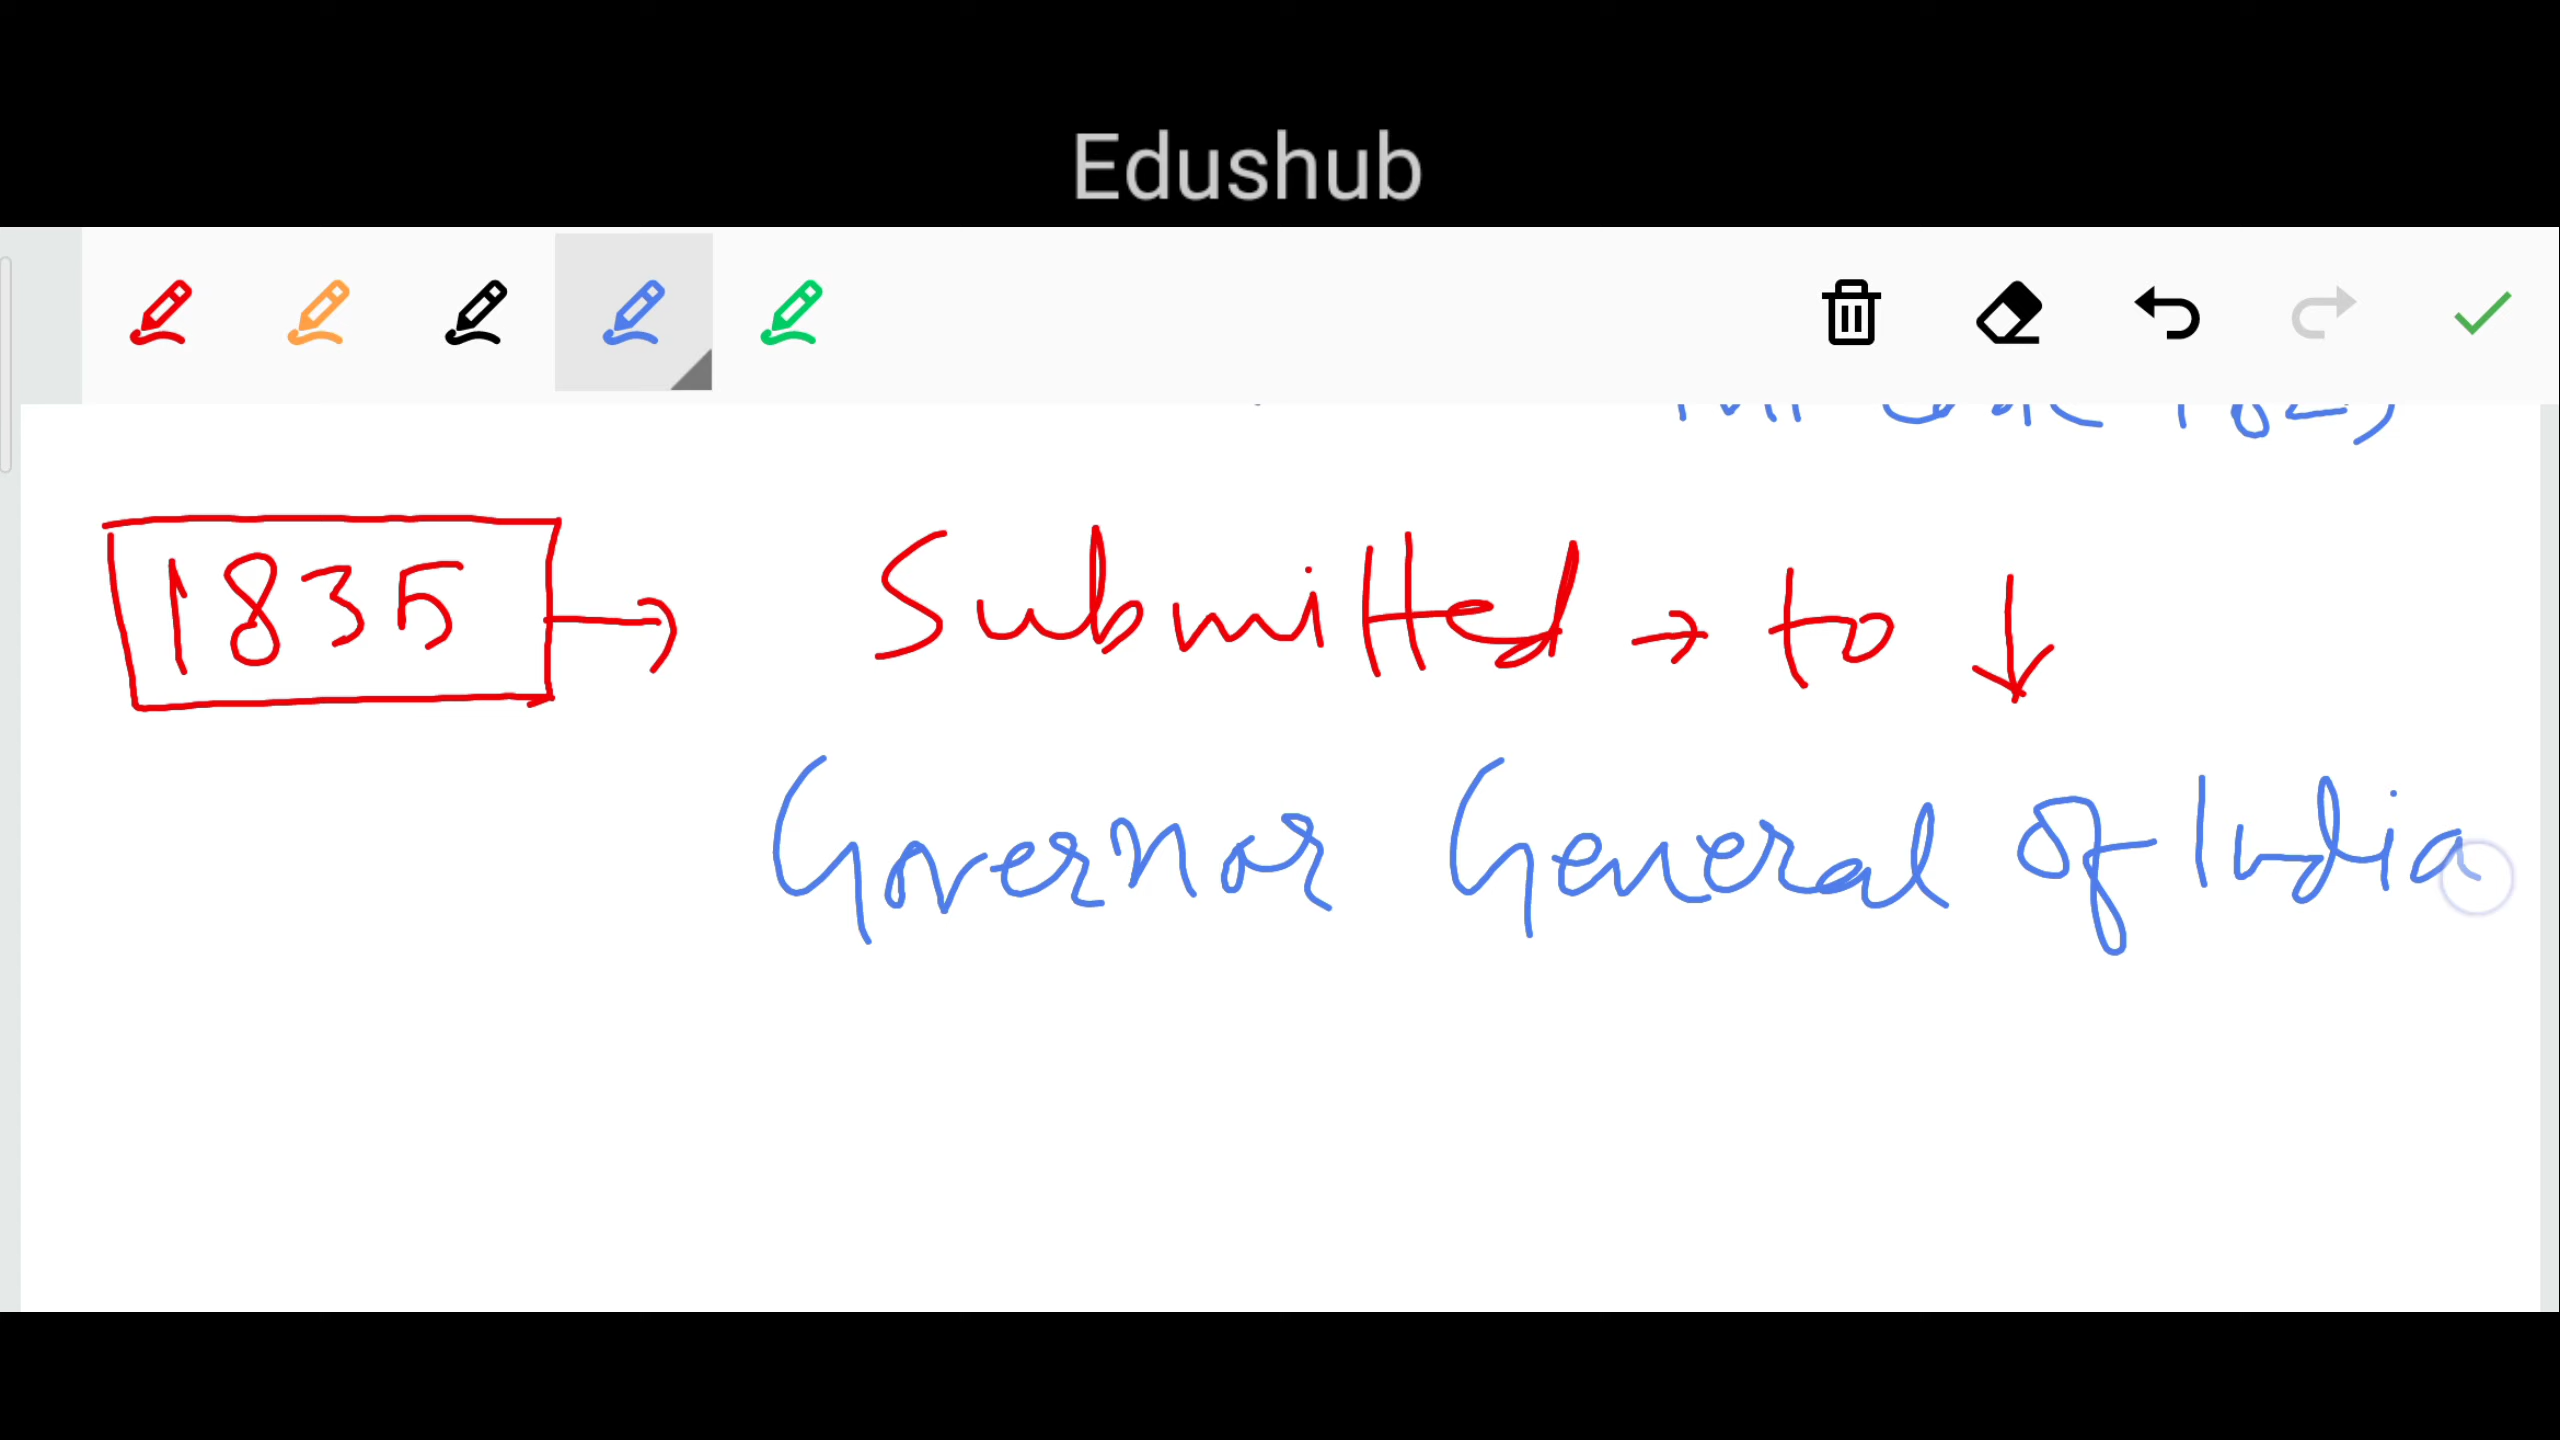 Edushub
1835 → Submitted → to ↓
Governor General of India